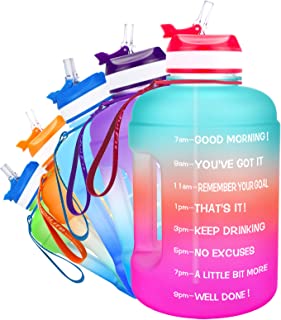 7am- GOOD MORNING!
9am- YOU'VE GOT IT
11am- REMEMBER YOUR GOAL
1pm- THAT'S IT!
3pm- KEEP DRINKING
5pm- NO EXCUSES
7pm- A LITTLE BIT MORE
9pm- WELL DONE!